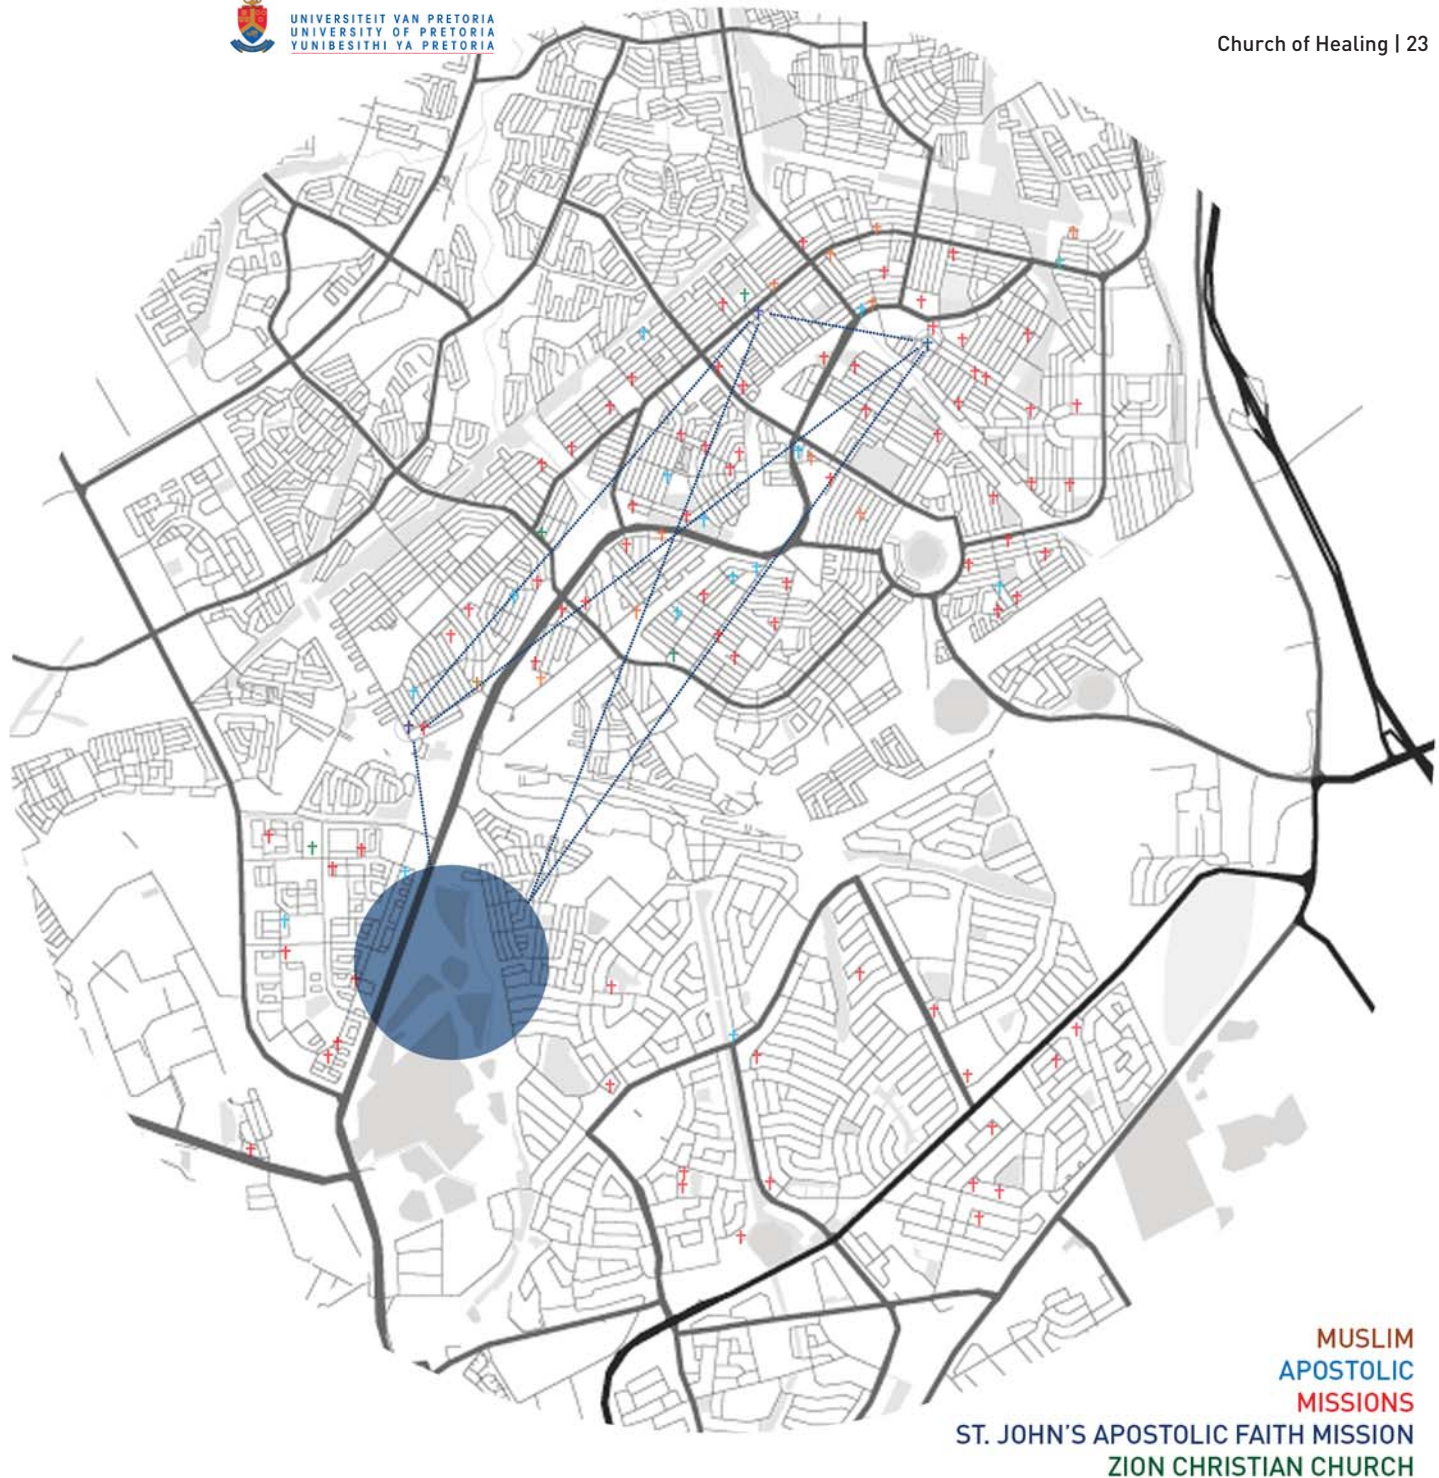 UNIVERSITEIT VAN PRETORIA
UNIVERSITY OF PRETORIA
YUNIBESITHI YA PRETORIA
Church of Healing | 23
MUSLIM
APOSTOLIC
MISSIONS
ST. JOHN'S APOSTOLIC FAITH MISSION
ZION CHRISTIAN CHURCH